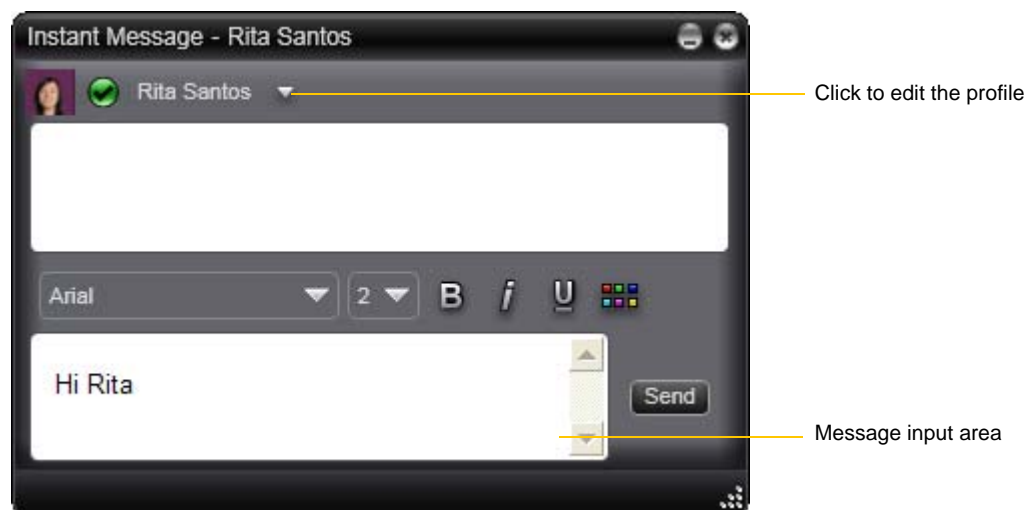 Instant Message - Rita Santos
Rita Santos
Click to edit the profile
Arial
2
B
i
U
Hi Rita
Send
Message input area